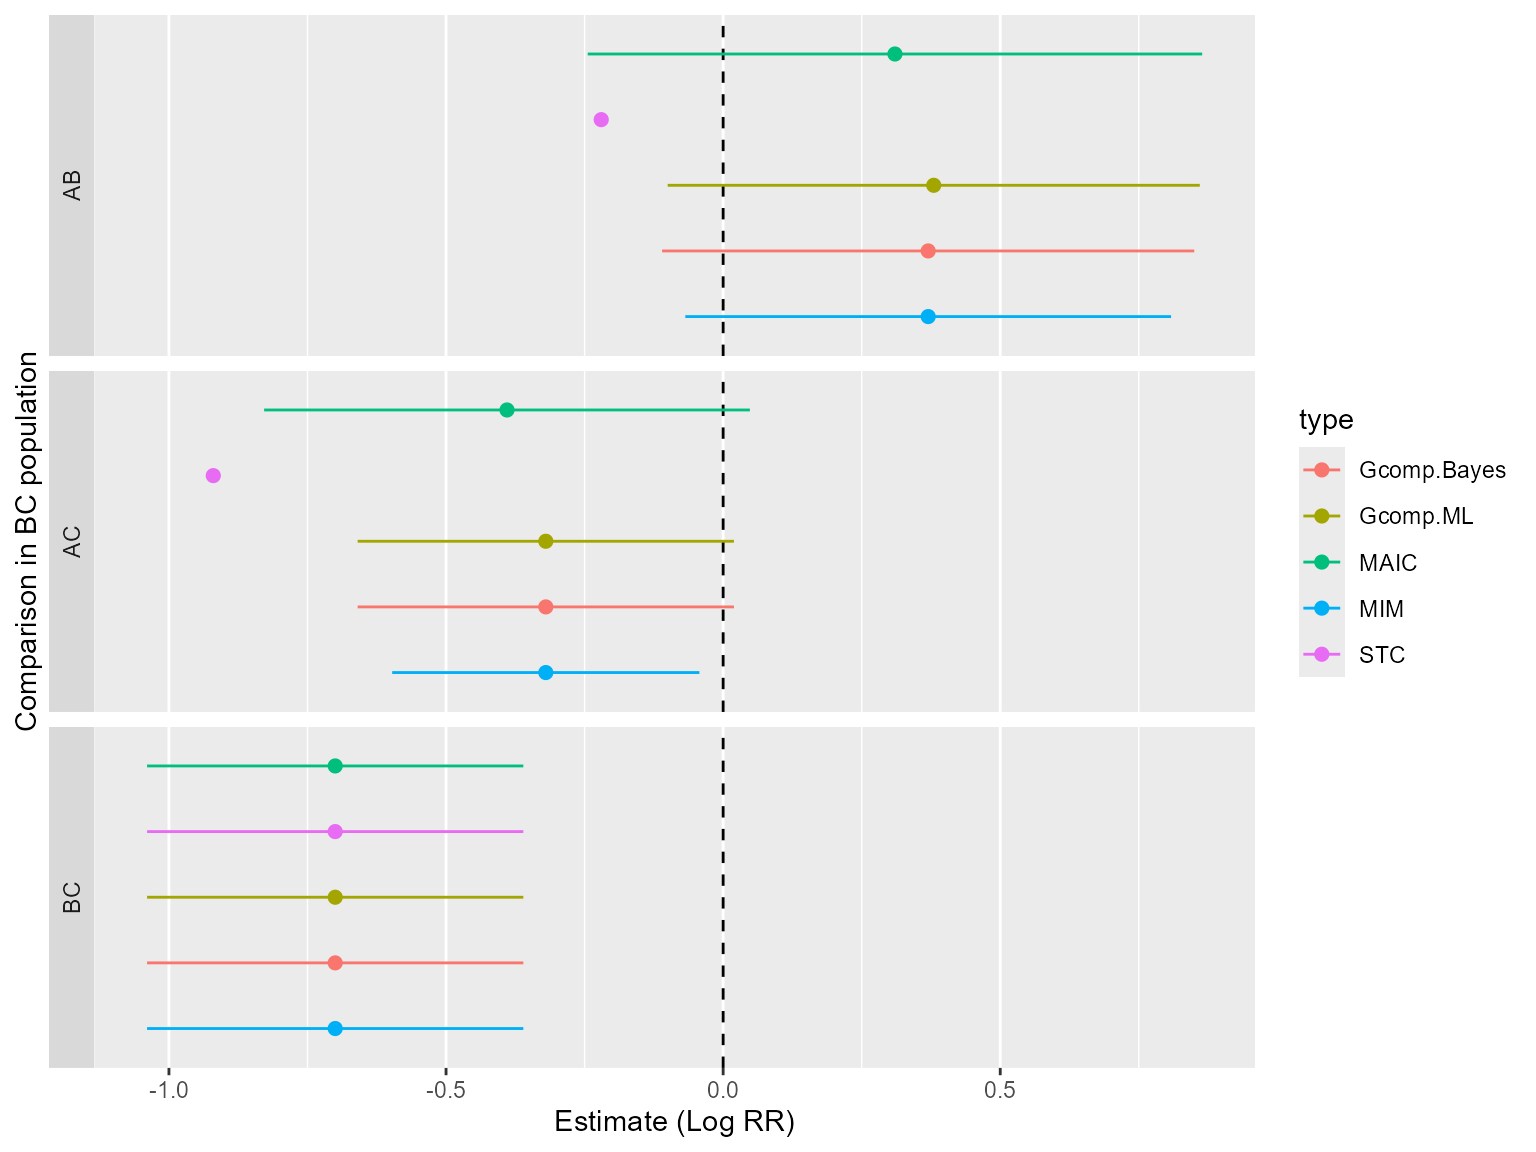 Comparison in BC population
AB
AC
BC
-1.0
-0.5
0.0
0.5
Estimate (Log RR)
type
Gcomp.Bayes
Gcomp.ML
MAIC
MIM
STC